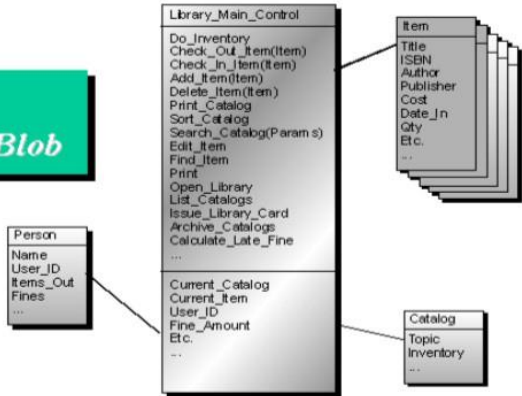 Blob
Library_Main_Control
Do_Inventory
Check_Out_Item(Item)
Check_In_Item(Item)
Add_Item(Item)
Delete_Item(Item)
Print_Catalog
Sort_Catalog
Search_Catalog(Params)
Edit_Item
Find_Item
Print
Open_Library
List_Catalogs
Issue_Library_Card
Archive_Catalogs
Calculate_Late_Fine
...
Current_Catalog
Current_Item
User_ID
Fine_Amount
Etc.
...
Item
Title
ISBN
Author
Publisher
Cost
Date_In
Qty
Etc.
...
Person
Name
User_ID
Items_Out
Fines
...
Catalog
Topic
Inventory
...